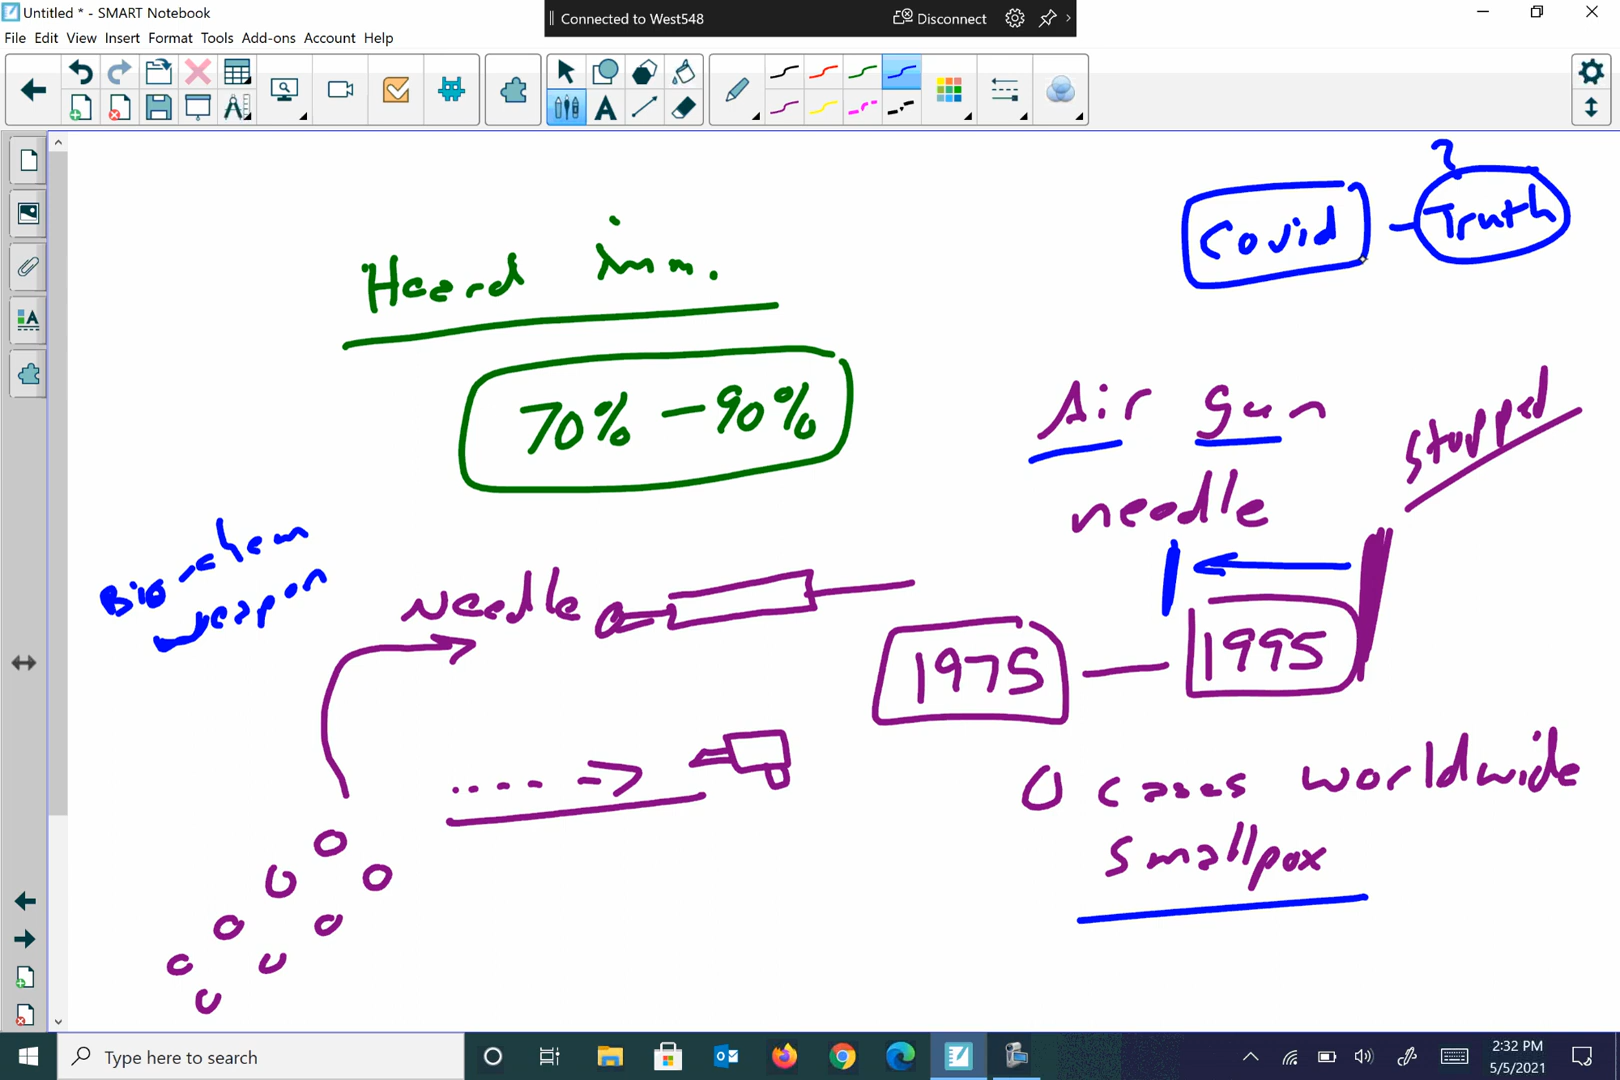 Untitled * - SMART Notebook
Connected to West548
Disconnect
File Edit View Insert Format Tools Add-ons Account Help
?
Covid - Truth
Heard imm.
70% - 90%
Air gun
needle
stopped
Bio-chem
weapon
Needle
1975 - 1995
.... =>
0 cases worldwide
smallpox
Type here to search
2:32 PM
5/5/2021